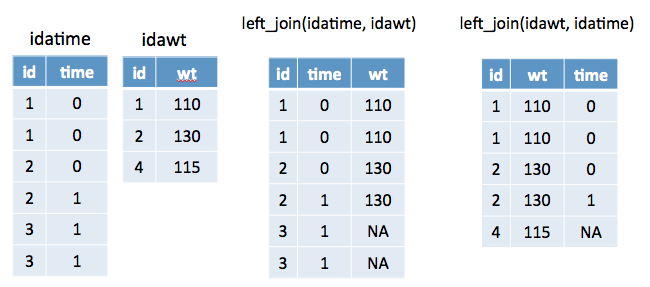 idatime
id time
1 0
1 0
2 0
2 1
3 1
3 1
idawt
id wt
1 110
2 130
4 115
left_join(idatime, idawt)
id time wt
1 0 110
1 0 110
2 0 130
2 1 130
3 1 NA
3 1 NA
left_join(idawt, idatime)
id wt time
1 110 0
1 110 0
2 130 0
2 130 1
4 115 NA